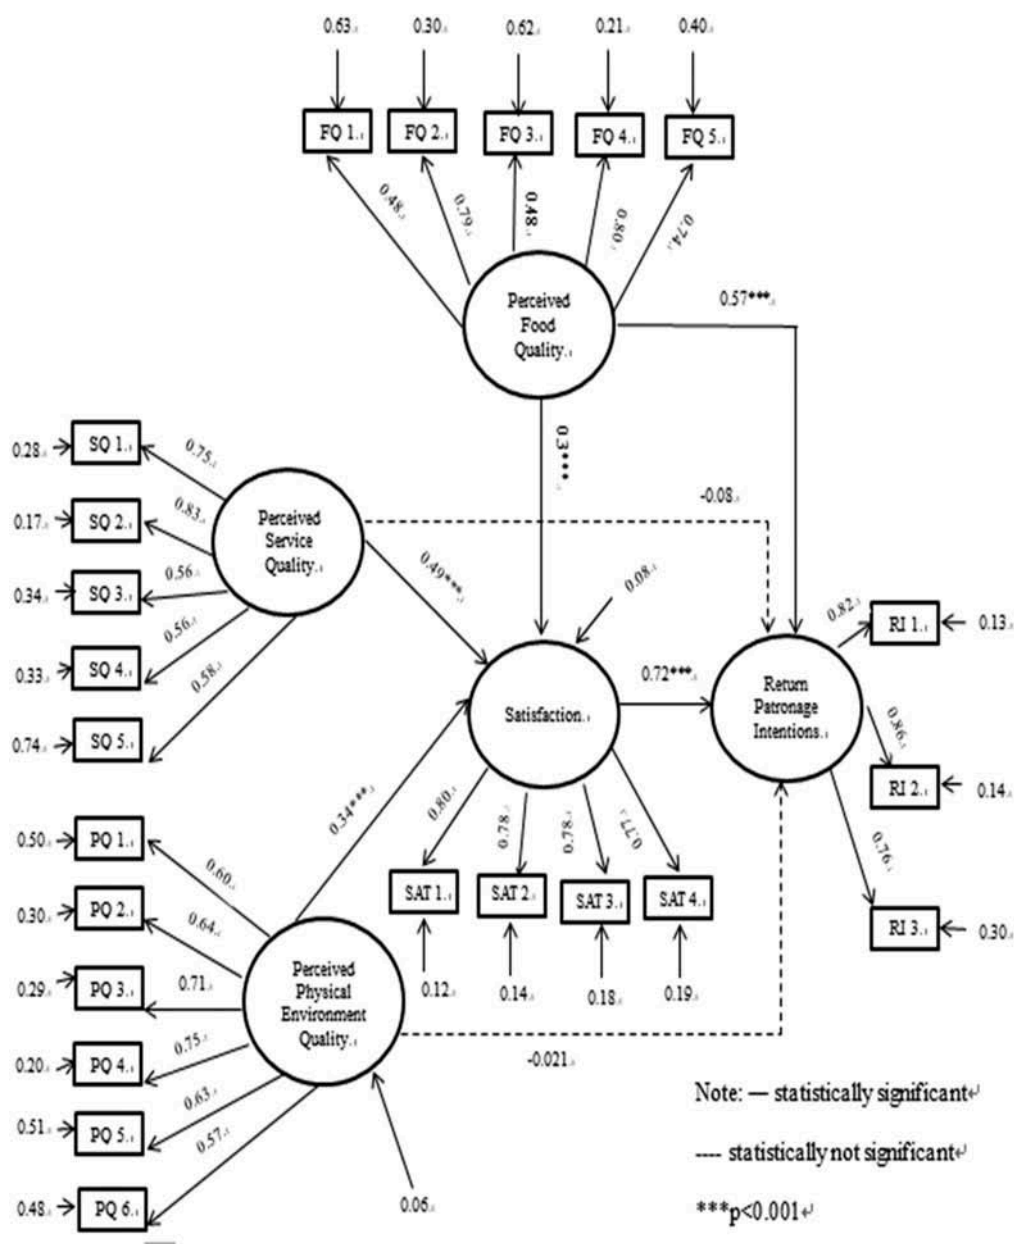 0.63 0.30 0.62 0.21 0.40
FQ 1. FQ 2. FQ 3. FQ 4. FQ 5.
0.48 0.79 0.48 0.80 0.74
Perceived
Food
Quality.
0.57***
0.3***
0.28 SQ 1. 0.75
0.17 SQ 2. 0.83
0.34 SQ 3. 0.56
0.33 SQ 4. 0.56
0.74 SQ 5. 0.58
Perceived
Service
Quality.
-0.08
0.49***
0.08
Satisfaction.
0.72***
Return
Patronage
Intentions.
0.82 RI 1. 0.13
0.86 RI 2. 0.14
0.76 RI 3. 0.30
0.34***
0.80 0.78 0.78 0.77
SAT 1. SAT 2. SAT 3. SAT 4.
0.12 0.14 0.18 0.19
0.50 PQ 1. 0.60
0.30 PQ 2. 0.64
0.29 PQ 3. 0.71
0.20 PQ 4. 0.75
0.51 PQ 5. 0.63
0.48 PQ 6. 0.57
Perceived
Physical
Environment
Quality.
-0.021
0.06
Note: — statistically significant↵
---- statistically not significant↵
***p<0.001↵